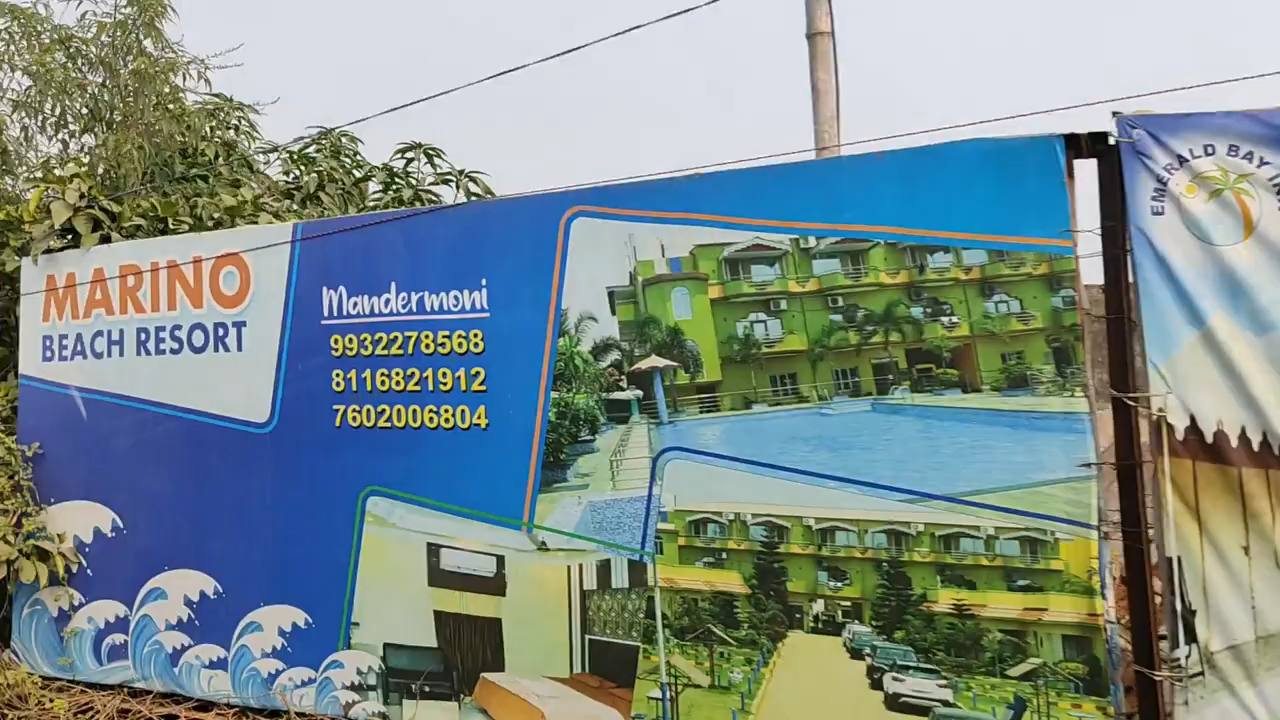 MARINO
BEACH RESORT
Mandermoni
9932278568
8116821912
7602006804
EMERALD BAY